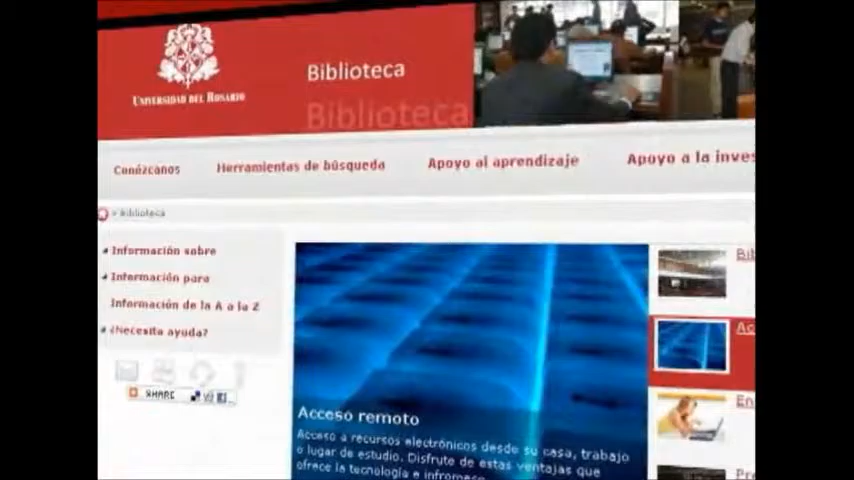 UNIVERSIDAD DEL ROSARIO
Biblioteca
Biblioteca
Conózcanos
Herramientas de búsqueda
Apoyo al aprendizaje
Apoyo a la inves
» Biblioteca
Información sobre
Información para
Información de la A a la Z
¿Necesita ayuda?
SHARE
Acceso remoto
Acceso a recursos electrónicos desde su casa, trabajo
o lugar de estudio. Disfrute de estas ventajas que
ofrece la tecnología e
Bib
Ac
En
Pr